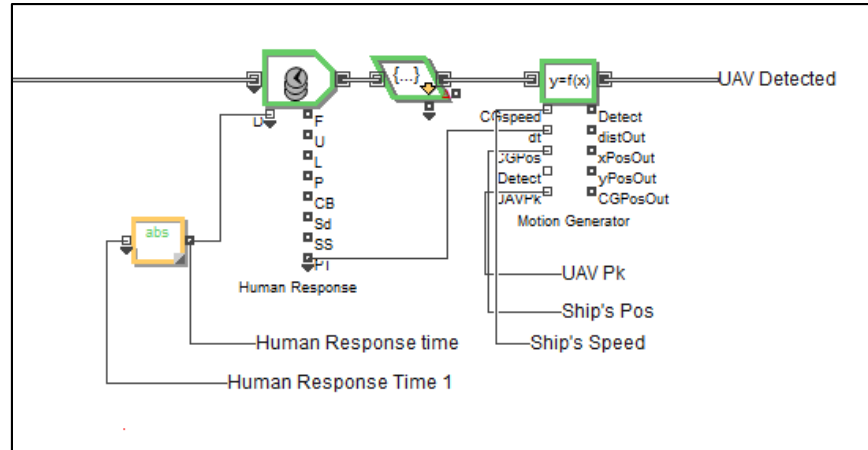 {...}
y=f(x)
UAV Detected
D
F
CGspeed
Detect
U
dt
distOut
L
CGPos
xPosOut
P
Detect
yPosOut
CB
UAVPk
CGPosOut
abs
Sd
Motion Generator
SS
PT
UAV Pk
Human Response
Ship's Pos
Human Response time
Ship's Speed
Human Response Time 1